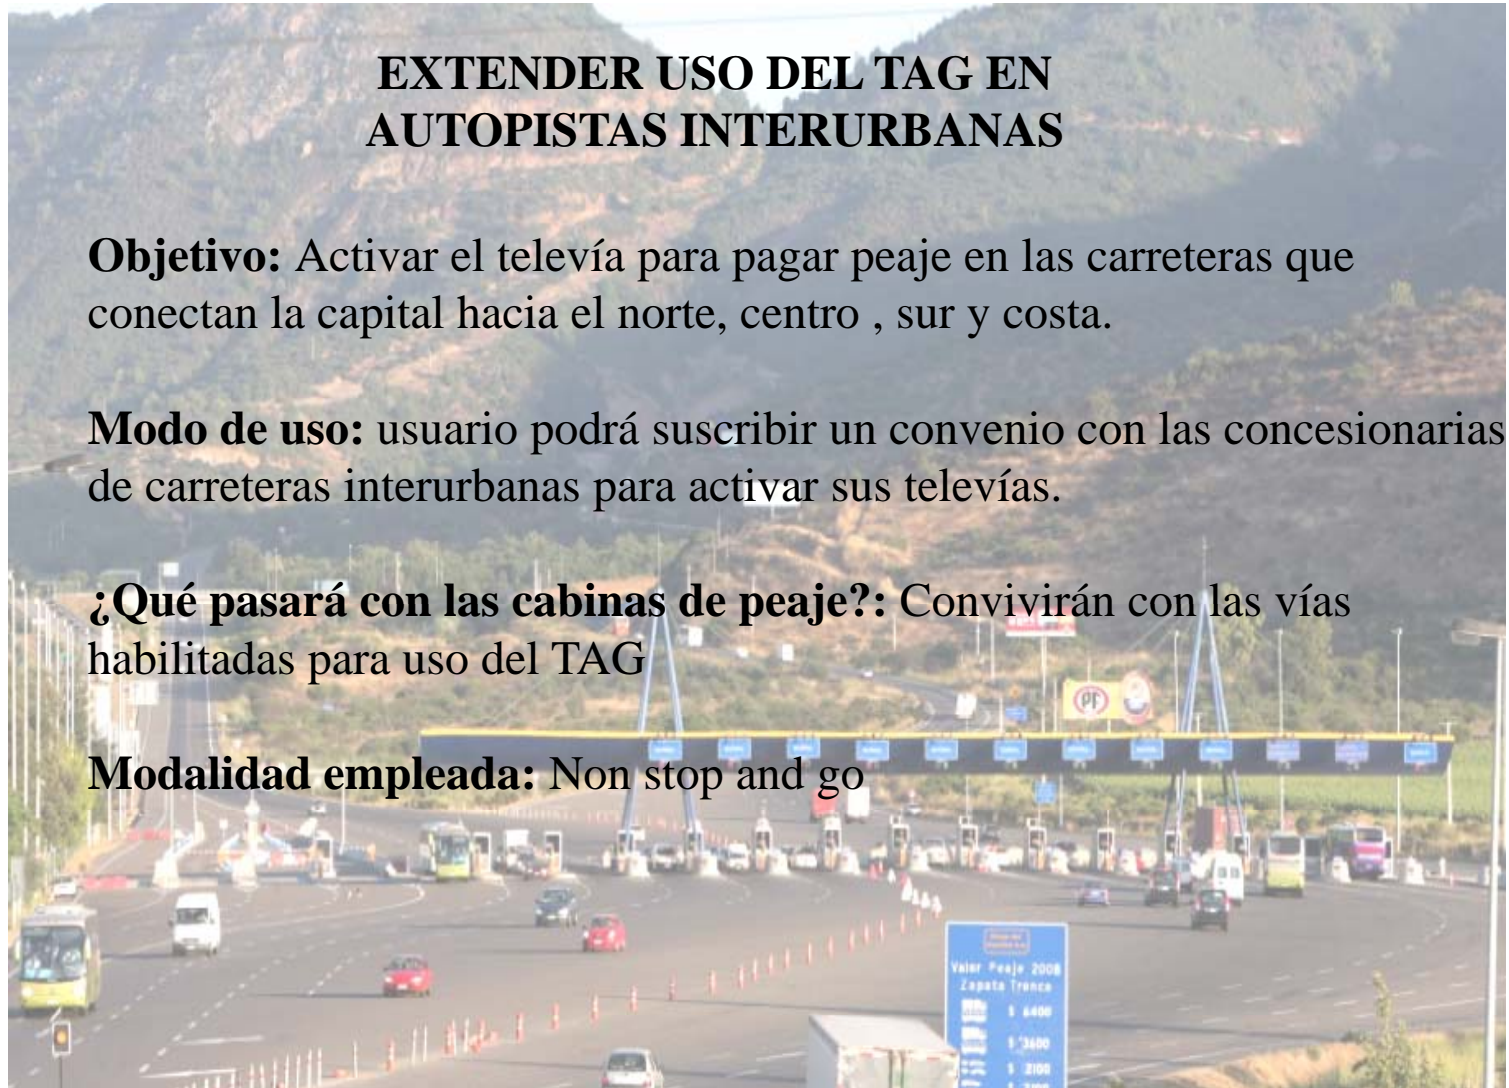 EXTENDER USO DEL TAG EN
AUTOPISTAS INTERURBANAS
Objetivo: Activar el televía para pagar peaje en las carreteras que
conectan la capital hacia el norte, centro , sur y costa.
Modo de uso: usuario podrá suscribir un convenio con las concesionarias
de carreteras interurbanas para activar sus televías.
¿Qué pasará con las cabinas de peaje?: Convivirán con las vías
habilitadas para uso del TAG
Modalidad empleada: Non stop and go
PF
Valor Peaje 2008
Zapata Tronco
$ 6400
$ 3600
$ 2100